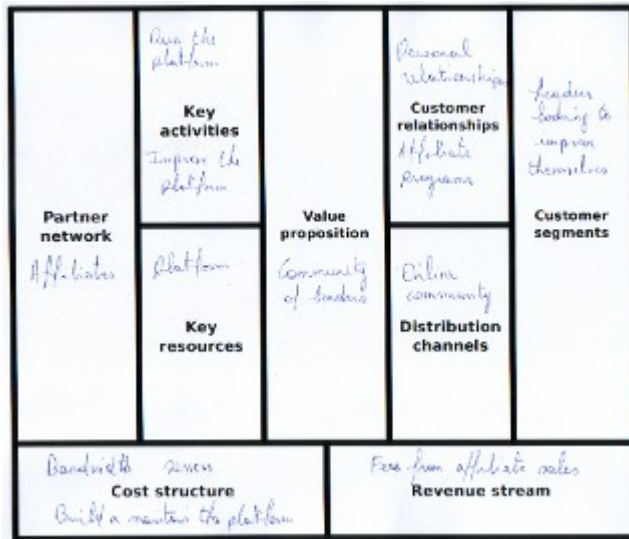 Partner
network
Affiliates
Run the
platform
Key
activities
Improve the
platform
Platform
Key
resources
Value
proposition
Community
of leaders
Personal
relationships
Customer
relationships
Affiliate
programs
Online
community
Distribution
channels
Leaders
looking to
improve
themselves
Customer
segments
Bandwidth
Cost structure
Build a maintain the platform
Fees from affiliate sales
Revenue stream